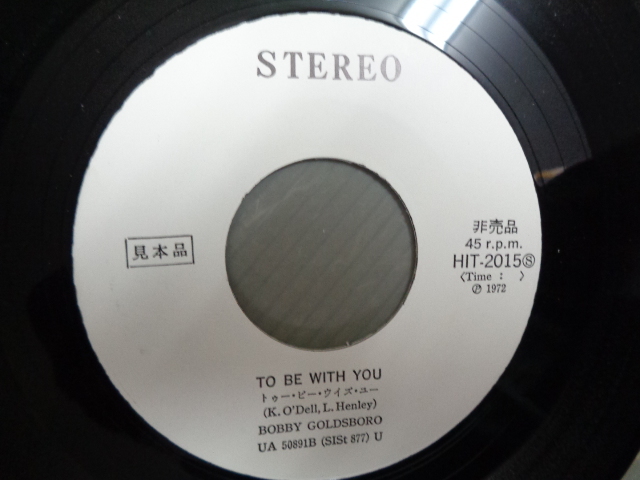 STEREO
見本品
非売品
45 r.p.m.
HIT-2015Ⓢ
〈Time :   〉
Ⓟ 1972
TO BE WITH YOU
トゥー・ビー・ウイズ・ユー
(K. O'Dell, L. Henley)
BOBBY GOLDSBORO
UA 50891B (SISt 877) U